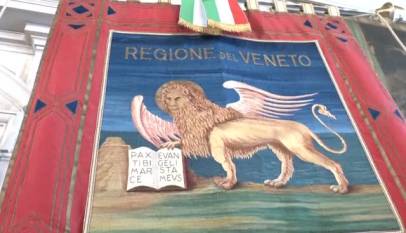 REGIONE DEL VENETO
PAX
TIBI
MAR
CE
EVAN
GELI
STA
MEVS